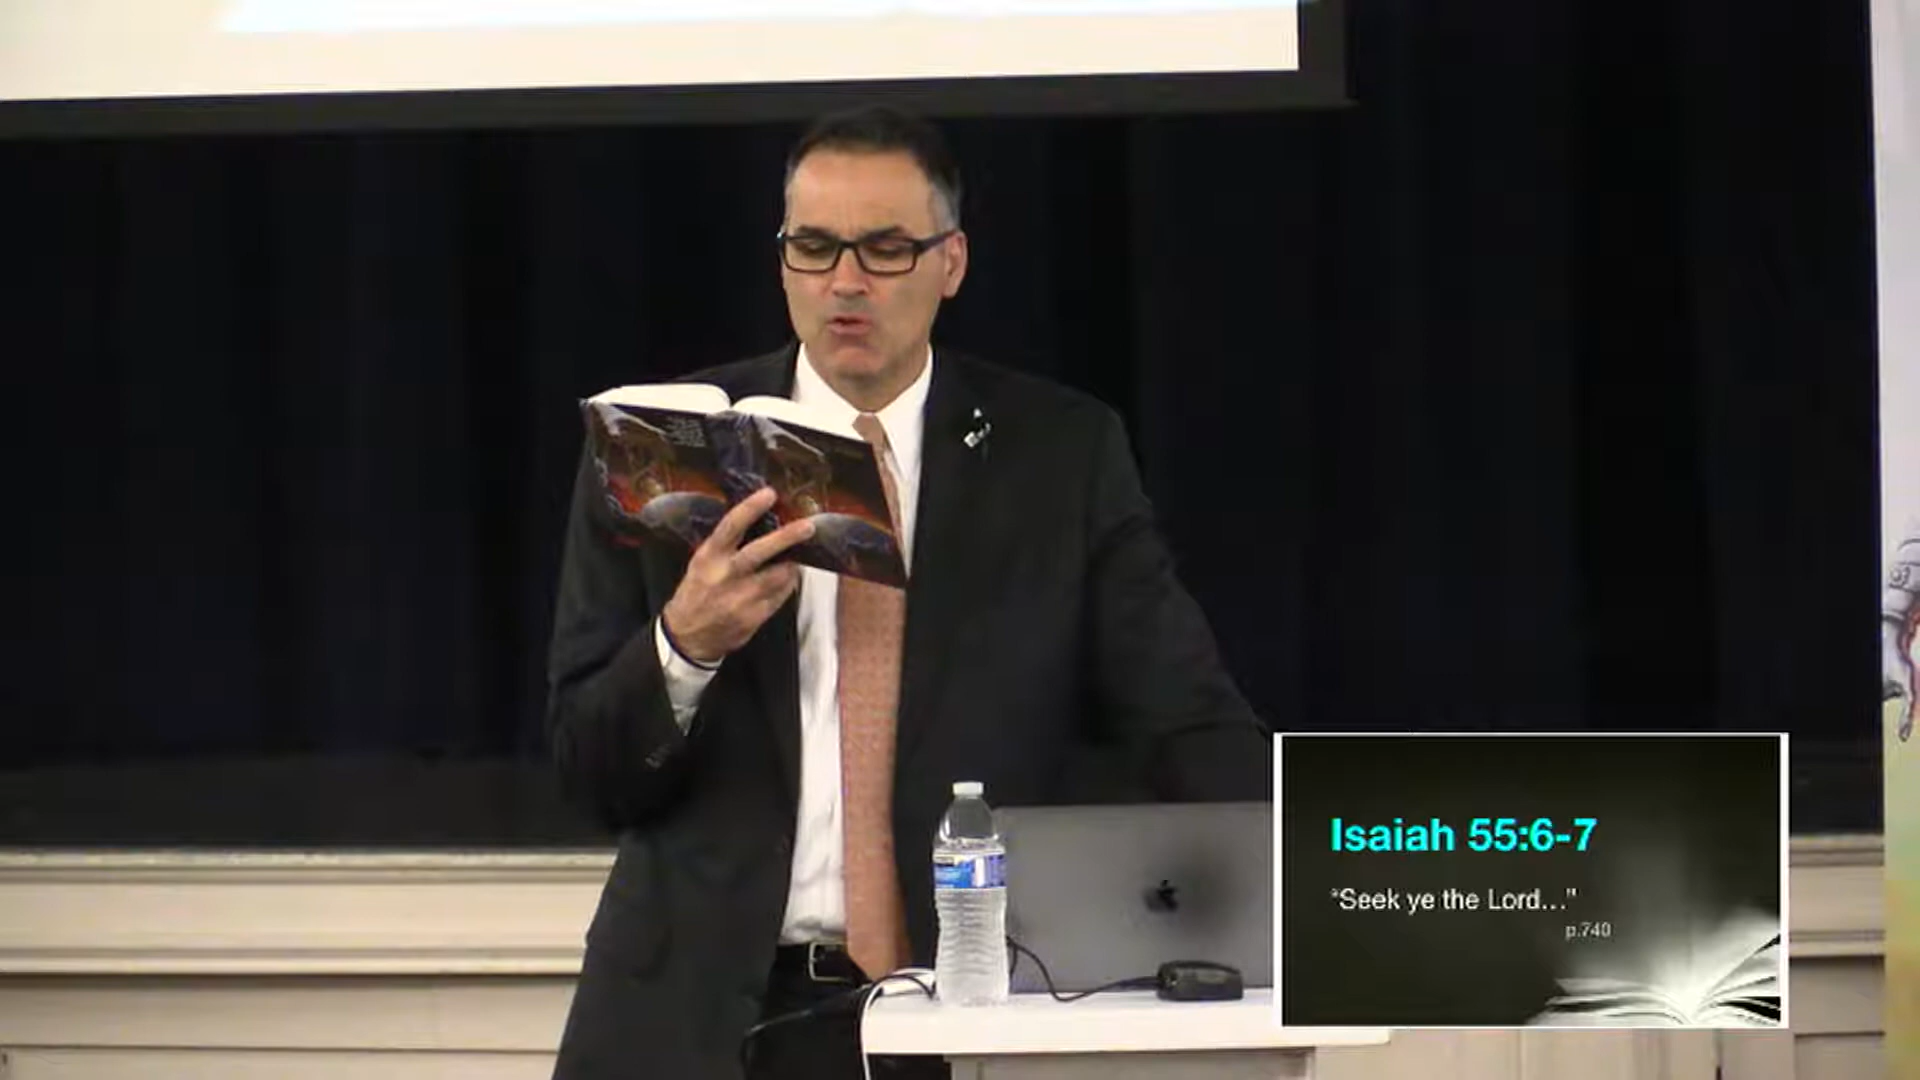 Isaiah 55:6-7
“Seek ye the Lord...”
p.740